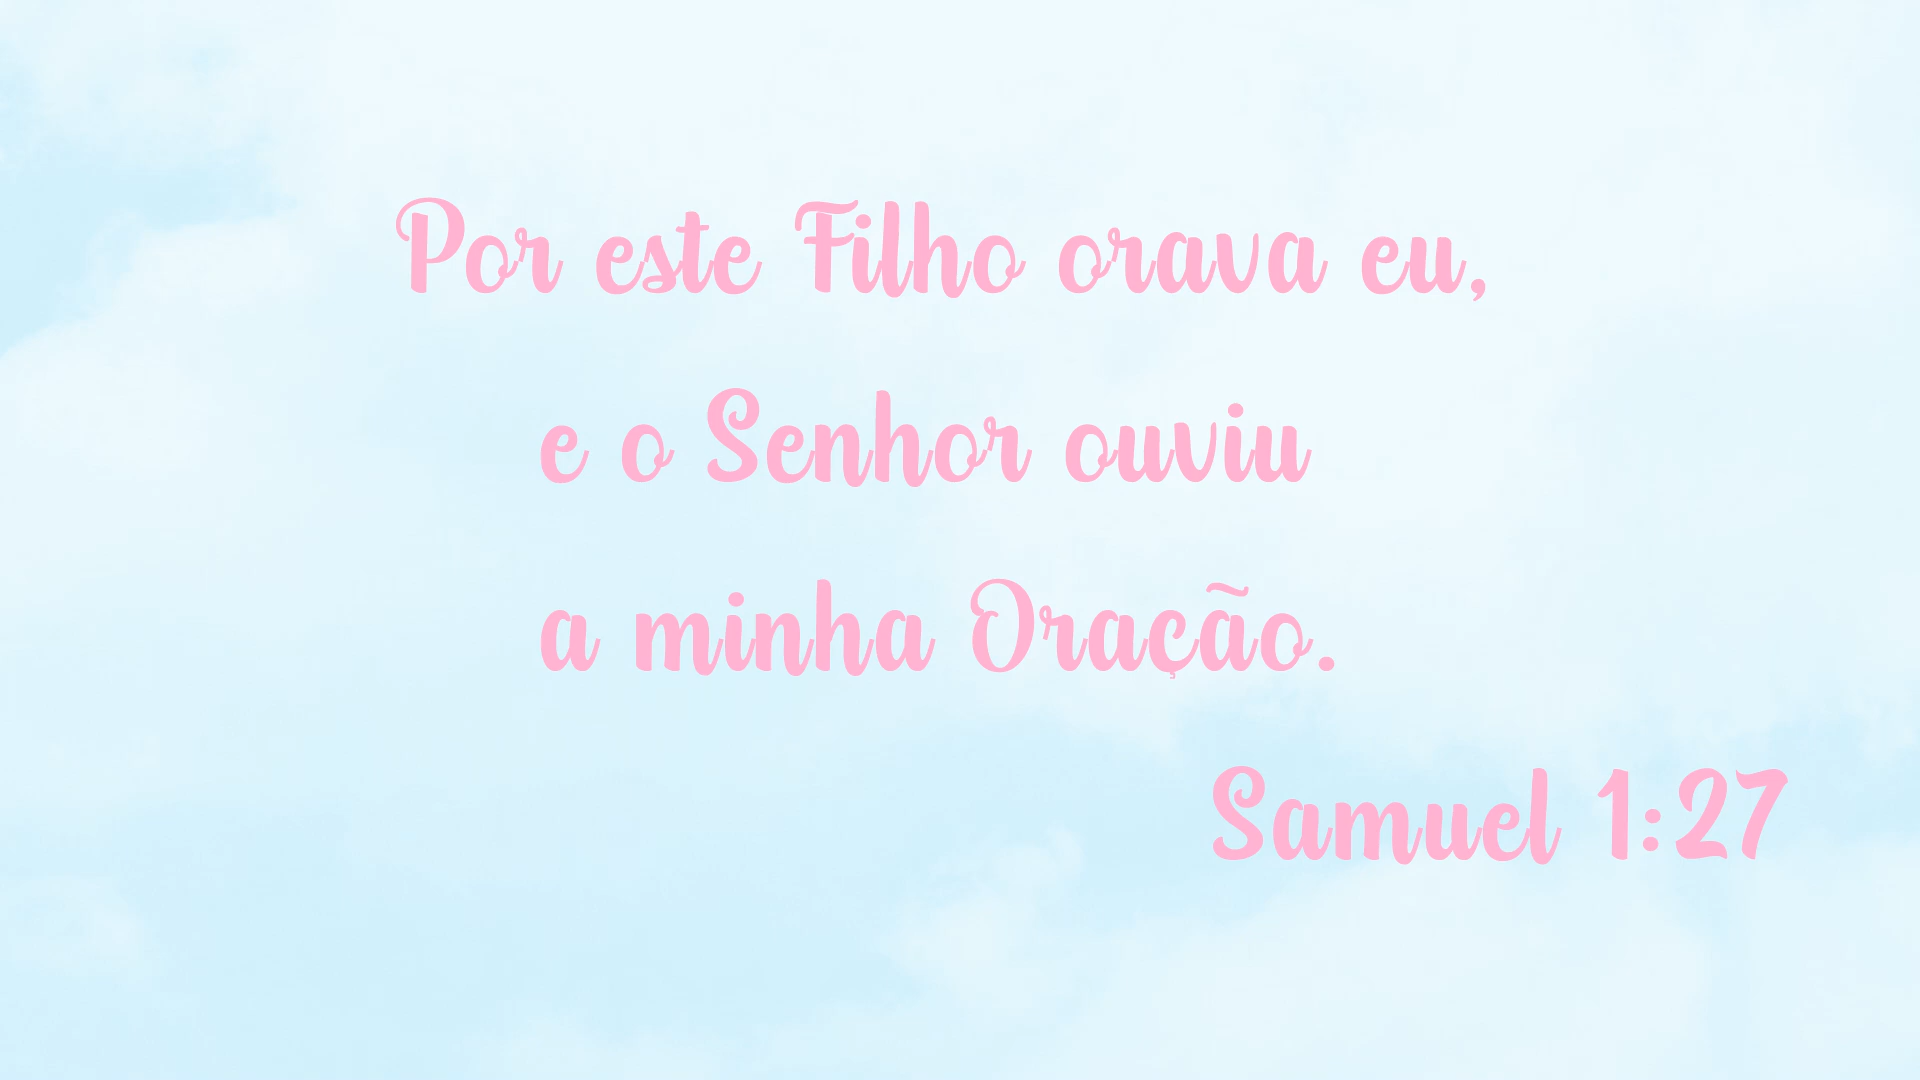 Por este Filho orava eu,
e o Senhor ouviu
a minha Oração.
Samuel 1:27